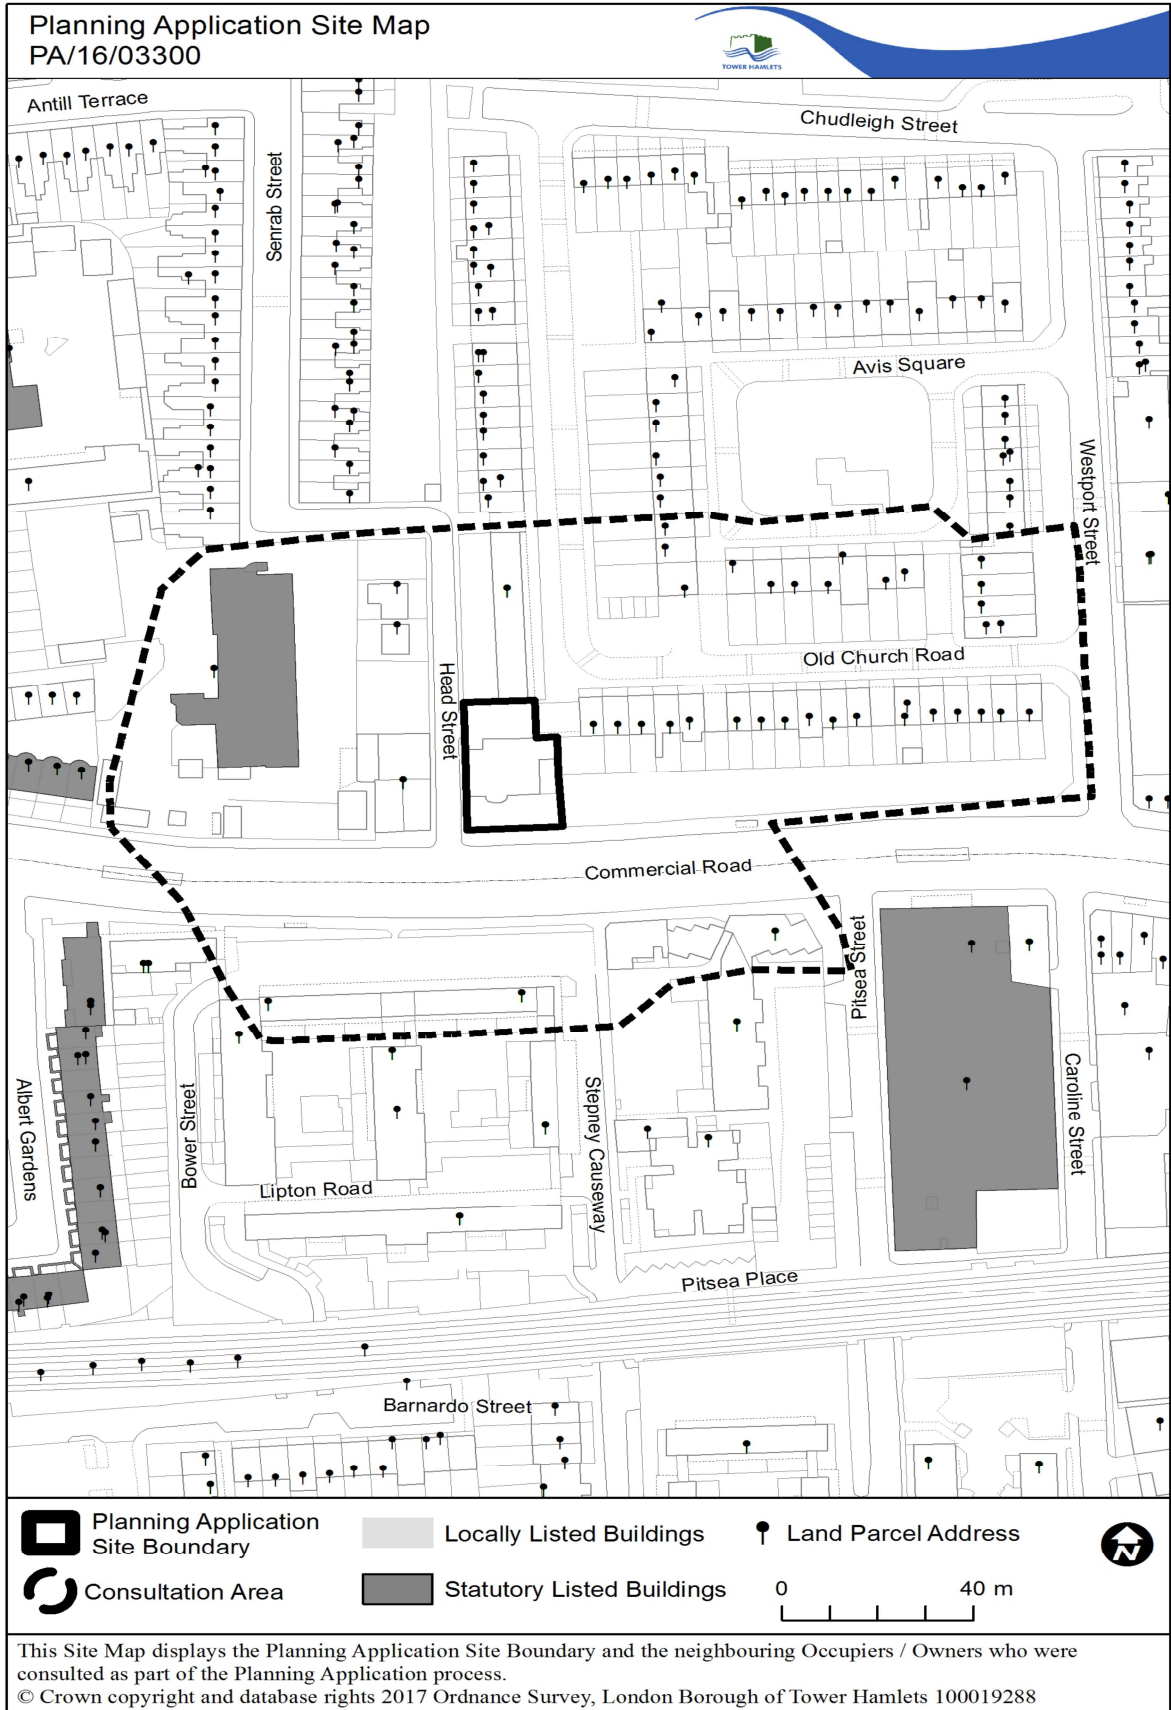 Planning Application Site Map
PA/16/03300
TOWER HAMLETS
Antill Terrace
Chudleigh Street
Senrab Street
Avis Square
Westport Street
Old Church Road
Head Street
Commercial Road
Pitsea Street
Albert Gardens
Bower Street
Stepney Causeway
Caroline Street
Lipton Road
Pitsea Place
Barnardo Street
Planning Application
Site Boundary
Locally Listed Buildings
Land Parcel Address
N
Consultation Area
Statutory Listed Buildings
0 40 m
This Site Map displays the Planning Application Site Boundary and the neighbouring Occupiers / Owners who were
consulted as part of the Planning Application process.
© Crown copyright and database rights 2017 Ordnance Survey, London Borough of Tower Hamlets 100019288